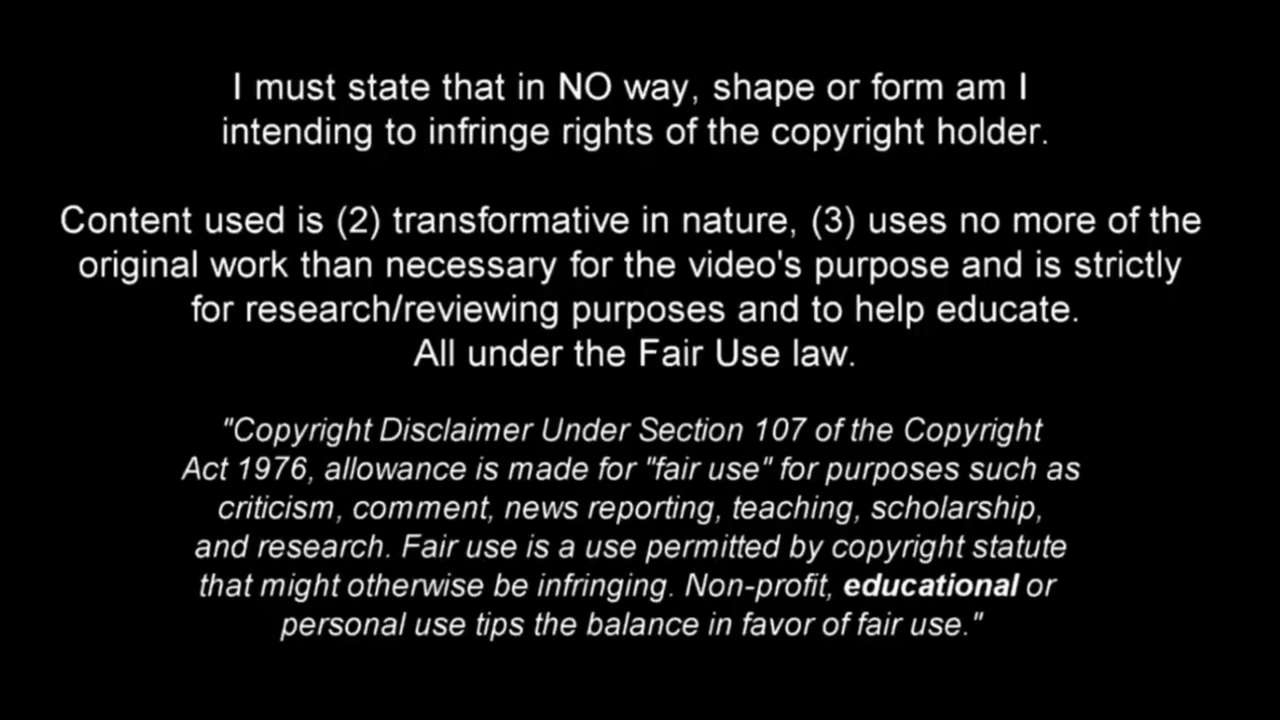 I must state that in NO way, shape or form am I
intending to infringe rights of the copyright holder.
Content used is (2) transformative in nature, (3) uses no more of the
original work than necessary for the video's purpose and is strictly
for research/reviewing purposes and to help educate.
All under the Fair Use law.
"Copyright Disclaimer Under Section 107 of the Copyright
Act 1976, allowance is made for "fair use" for purposes such as
criticism, comment, news reporting, teaching, scholarship,
and research. Fair use is a use permitted by copyright statute
that might otherwise be infringing. Non-profit, educational or
personal use tips the balance in favor of fair use."